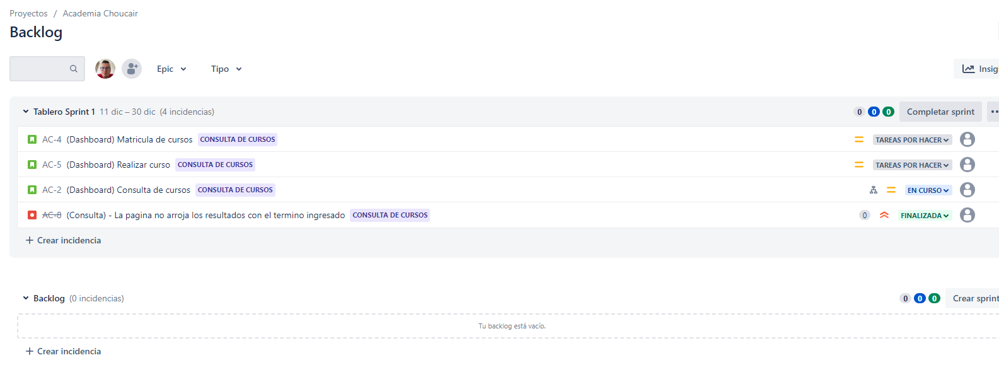 Proyectos / Academia Choucair
Backlog
Epic Tipo
Insig
Tablero Sprint 1 11 dic – 30 dic (4 incidencias) 0 0 0 Completar sprint
AC-4 (Dashboard) Matricula de cursos CONSULTA DE CURSOS TAREAS POR HACER
AC-5 (Dashboard) Realizar curso CONSULTA DE CURSOS TAREAS POR HACER
AC-2 (Dashboard) Consulta de cursos CONSULTA DE CURSOS EN CURSO
AC-8 (Consulta) - La pagina no arroja los resultados con el termino ingresado CONSULTA DE CURSOS 0 FINALIZADA
+ Crear incidencia
Backlog (0 incidencias) 0 0 0 Crear sprint
Tu backlog está vacío.
+ Crear incidencia